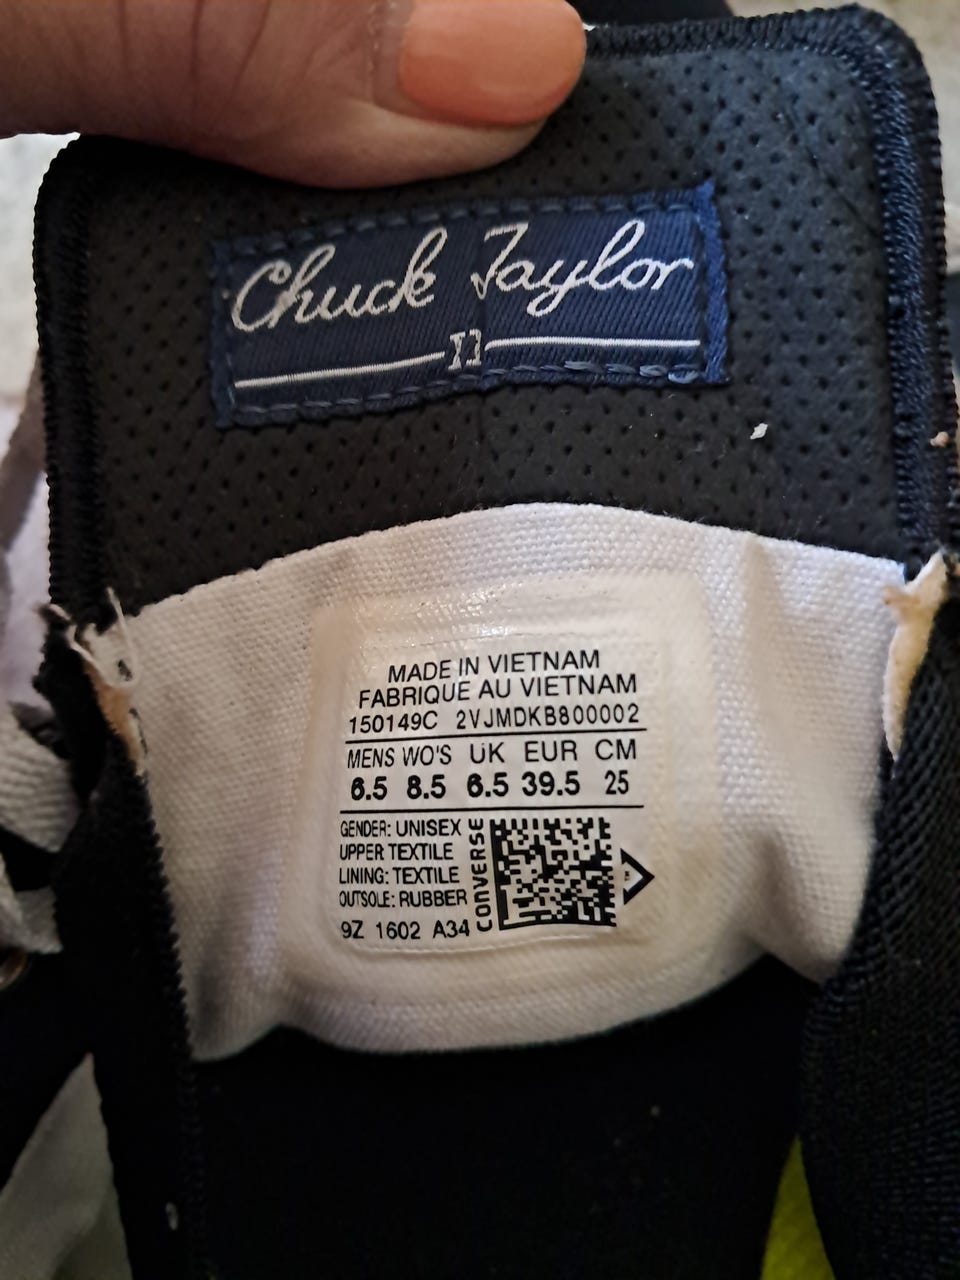 Chuck Taylor
II
MADE IN VIETNAM
FABRIQUE AU VIETNAM
150149C 2VJMDKB800002
MENS WO'S UK EUR CM
6.5 8.5 6.5 39.5 25
GENDER: UNISEX
UPPER TEXTILE
LINING: TEXTILE
OUTSOLE: RUBBER
9Z 1602 A34
CONVERSE